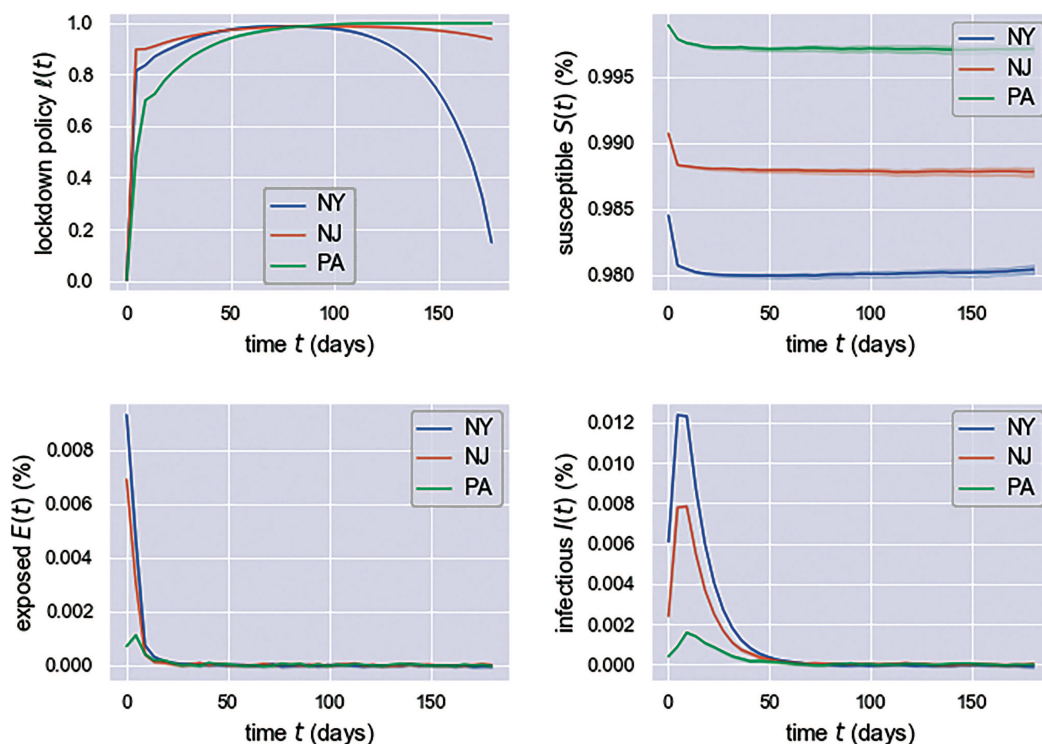 lockdown policy ℓ(t)
1.0
0.8
0.6
0.4
0.2
0.0
NY
NJ
PA
0
50
100
150
time t (days)
susceptible S(t) (%)
0.995
0.990
0.985
0.980
NY
NJ
PA
0
50
100
150
time t (days)
exposed E(t) (%)
0.008
0.006
0.004
0.002
0.000
NY
NJ
PA
0
50
100
150
time t (days)
infectious I(t) (%)
0.012
0.010
0.008
0.006
0.004
0.002
0.000
NY
NJ
PA
0
50
100
150
time t (days)